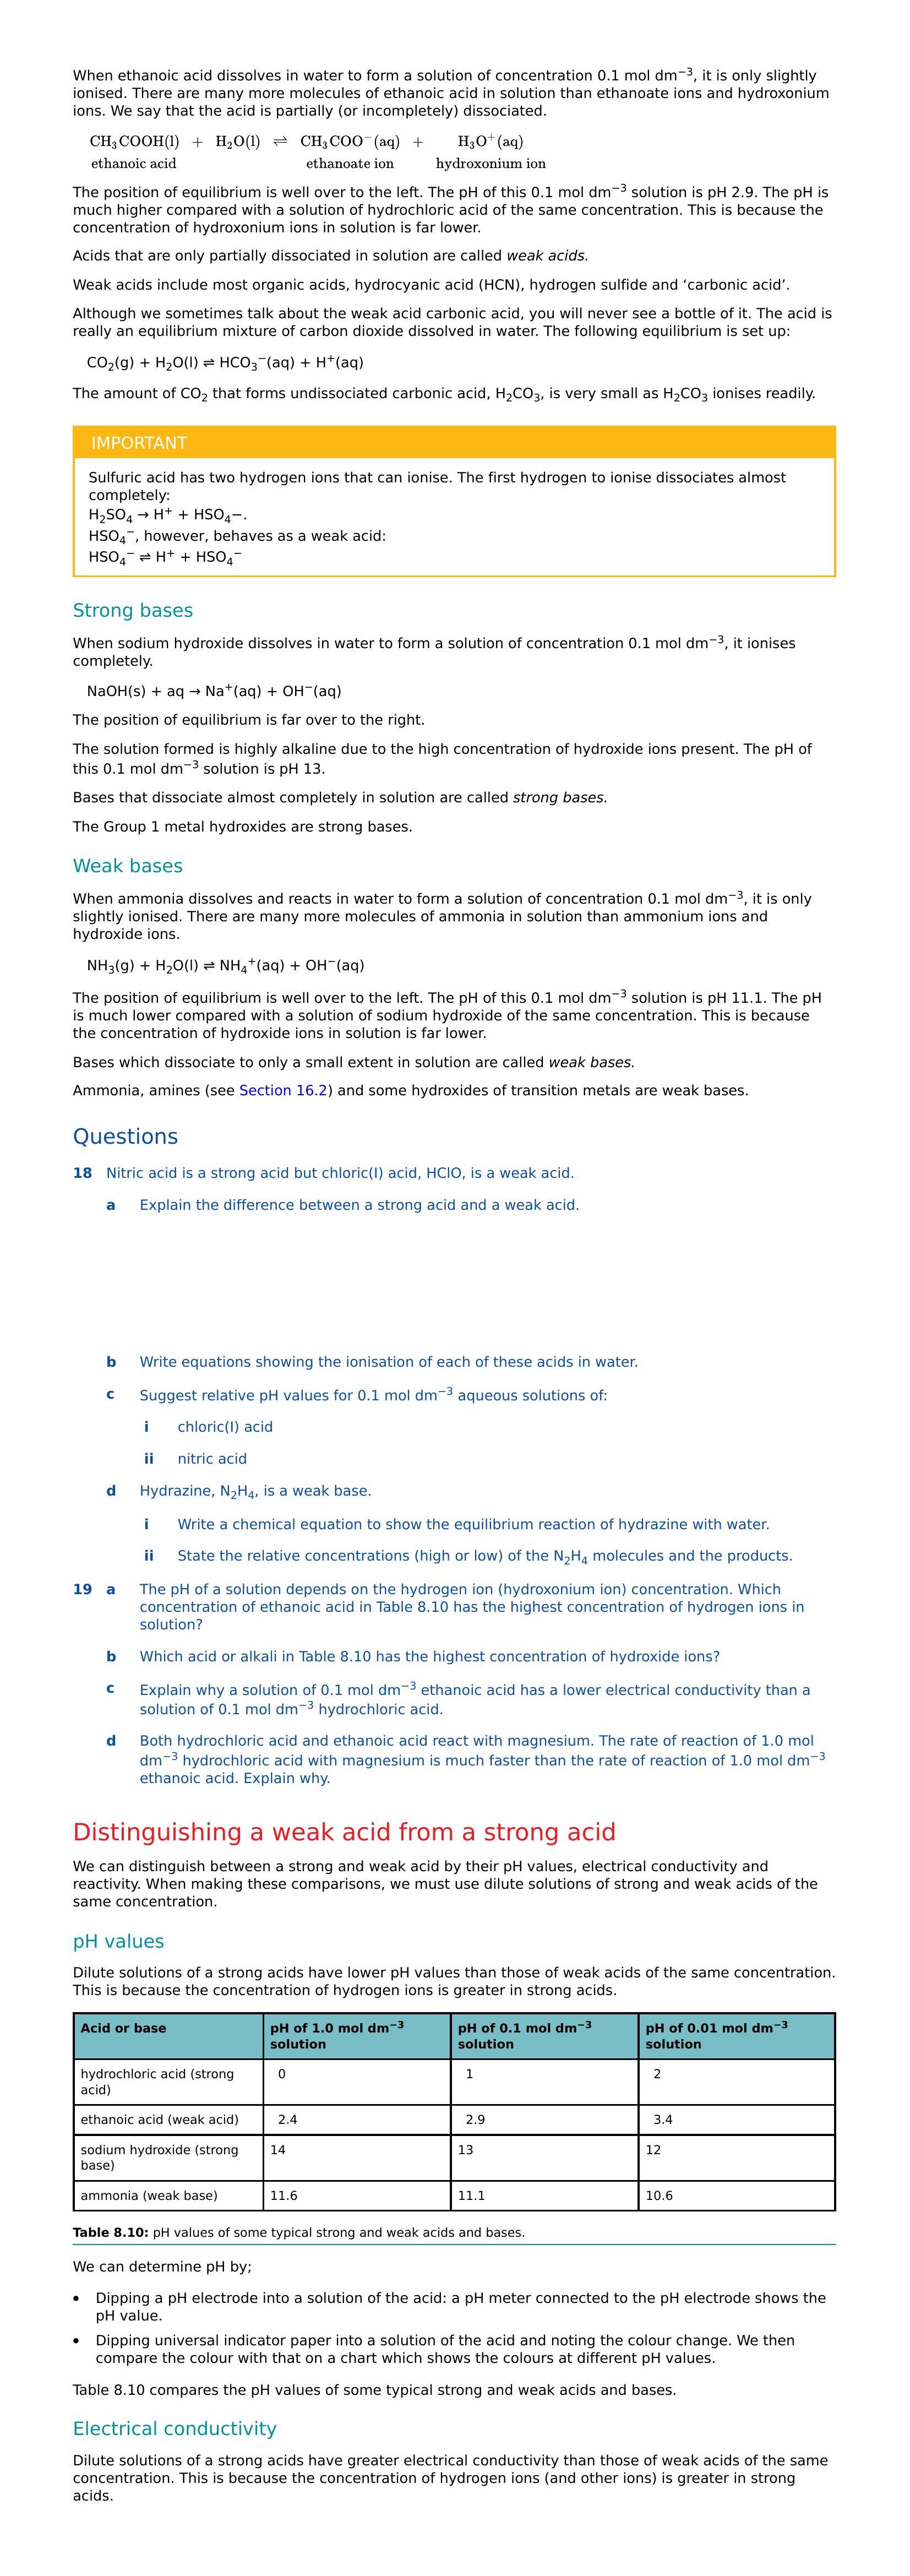 When ethanoic acid dissolves in water to form a solution of concentration 0.1 mol dm⁻³, it is only slightly
ionised. There are many more molecules of ethanoic acid in solution than ethanoate ions and hydroxonium
ions. We say that the acid is partially (or incompletely) dissociated.
CH₃COOH(l) + H₂O(l) ⇌ CH₃COO⁻(aq) + H₃O⁺(aq)
ethanoic acid ethanoate ion hydroxonium ion
The position of equilibrium is well over to the left. The pH of this 0.1 mol dm⁻³ solution is pH 2.9. The pH is
much higher compared with a solution of hydrochloric acid of the same concentration. This is because the
concentration of hydroxonium ions in solution is far lower.
Acids that are only partially dissociated in solution are called weak acids.
Weak acids include most organic acids, hydrocyanic acid (HCN), hydrogen sulfide and ‘carbonic acid’.
Although we sometimes talk about the weak acid carbonic acid, you will never see a bottle of it. The acid is
really an equilibrium mixture of carbon dioxide dissolved in water. The following equilibrium is set up:
CO₂(g) + H₂O(l) ⇌ HCO₃⁻(aq) + H⁺(aq)
The amount of CO₂ that forms undissociated carbonic acid, H₂CO₃, is very small as H₂CO₃ ionises readily.
IMPORTANT
Sulfuric acid has two hydrogen ions that can ionise. The first hydrogen to ionise dissociates almost
completely:
H₂SO₄ → H⁺ + HSO₄−.
HSO₄⁻, however, behaves as a weak acid:
HSO₄⁻ ⇌ H⁺ + HSO₄⁻
Strong bases
When sodium hydroxide dissolves in water to form a solution of concentration 0.1 mol dm⁻³, it ionises
completely.
NaOH(s) + aq → Na⁺(aq) + OH⁻(aq)
The position of equilibrium is far over to the right.
The solution formed is highly alkaline due to the high concentration of hydroxide ions present. The pH of
this 0.1 mol dm⁻³ solution is pH 13.
Bases that dissociate almost completely in solution are called strong bases.
The Group 1 metal hydroxides are strong bases.
Weak bases
When ammonia dissolves and reacts in water to form a solution of concentration 0.1 mol dm⁻³, it is only
slightly ionised. There are many more molecules of ammonia in solution than ammonium ions and
hydroxide ions.
NH₃(g) + H₂O(l) ⇌ NH₄⁺(aq) + OH⁻(aq)
The position of equilibrium is well over to the left. The pH of this 0.1 mol dm⁻³ solution is pH 11.1. The pH
is much lower compared with a solution of sodium hydroxide of the same concentration. This is because
the concentration of hydroxide ions in solution is far lower.
Bases which dissociate to only a small extent in solution are called weak bases.
Ammonia, amines (see Section 16.2) and some hydroxides of transition metals are weak bases.
Questions
18 Nitric acid is a strong acid but chloric(I) acid, HClO, is a weak acid.
a Explain the difference between a strong acid and a weak acid.
b Write equations showing the ionisation of each of these acids in water.
c Suggest relative pH values for 0.1 mol dm⁻³ aqueous solutions of:
i chloric(I) acid
ii nitric acid
d Hydrazine, N₂H₄, is a weak base.
i Write a chemical equation to show the equilibrium reaction of hydrazine with water.
ii State the relative concentrations (high or low) of the N₂H₄ molecules and the products.
19 a The pH of a solution depends on the hydrogen ion (hydroxonium ion) concentration. Which
concentration of ethanoic acid in Table 8.10 has the highest concentration of hydrogen ions in
solution?
b Which acid or alkali in Table 8.10 has the highest concentration of hydroxide ions?
c Explain why a solution of 0.1 mol dm⁻³ ethanoic acid has a lower electrical conductivity than a
solution of 0.1 mol dm⁻³ hydrochloric acid.
d Both hydrochloric acid and ethanoic acid react with magnesium. The rate of reaction of 1.0 mol
dm⁻³ hydrochloric acid with magnesium is much faster than the rate of reaction of 1.0 mol dm⁻³
ethanoic acid. Explain why.
Distinguishing a weak acid from a strong acid
We can distinguish between a strong and weak acid by their pH values, electrical conductivity and
reactivity. When making these comparisons, we must use dilute solutions of strong and weak acids of the
same concentration.
pH values
Dilute solutions of a strong acids have lower pH values than those of weak acids of the same concentration.
This is because the concentration of hydrogen ions is greater in strong acids.
Acid or base pH of 1.0 mol dm⁻³ pH of 0.1 mol dm⁻³ pH of 0.01 mol dm⁻³
solution solution solution
hydrochloric acid (strong 0 1 2
acid)
ethanoic acid (weak acid) 2.4 2.9 3.4
sodium hydroxide (strong 14 13 12
base)
ammonia (weak base) 11.6 11.1 10.6
Table 8.10: pH values of some typical strong and weak acids and bases.
We can determine pH by;
• Dipping a pH electrode into a solution of the acid: a pH meter connected to the pH electrode shows the
pH value.
• Dipping universal indicator paper into a solution of the acid and noting the colour change. We then
compare the colour with that on a chart which shows the colours at different pH values.
Table 8.10 compares the pH values of some typical strong and weak acids and bases.
Electrical conductivity
Dilute solutions of a strong acids have greater electrical conductivity than those of weak acids of the same
concentration. This is because the concentration of hydrogen ions (and other ions) is greater in strong
acids.